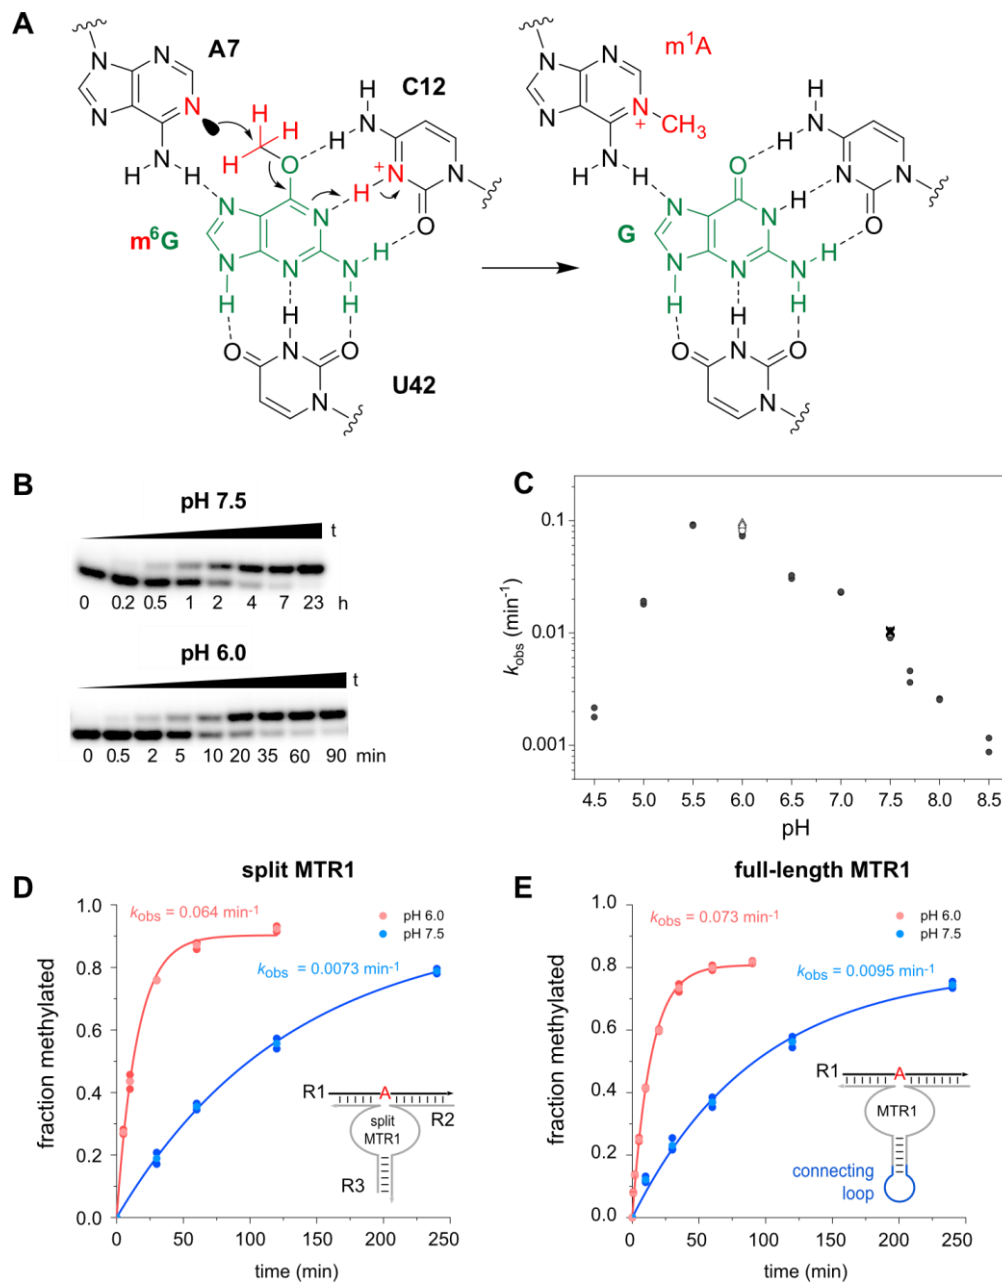 A
A7
m¹A
C12
N
N
N
N
N
H
H
H
H
H
H
O
N
H
N
+
H
N
O
m⁶G
N
N
N
N
N
H
H
H
H
O
N
O
N
U42
N
N
N
N
N
+
CH₃
H
H
O
H
N
H
N
N
O
G
N
N
N
N
N
H
H
H
H
O
N
O
N
B
pH 7.5
t
0 0.2 0.5 1 2 4 7 23 h
pH 6.0
t
0 0.5 2 5 10 20 35 60 90 min
C
kobs (min⁻¹)
0.1
0.01
0.001
4.5 5.0 5.5 6.0 6.5 7.0 7.5 8.0 8.5
pH
D
split MTR1
kobs = 0.064 min⁻¹
pH 6.0
pH 7.5
kobs = 0.0073 min⁻¹
fraction methylated
1.0
0.8
0.6
0.4
0.2
0.0
R1
A
split
MTR1
R2
R3
0 50 100 150 200 250
time (min)
E
full-length MTR1
kobs = 0.073 min⁻¹
pH 6.0
pH 7.5
kobs = 0.0095 min⁻¹
fraction methylated
1.0
0.8
0.6
0.4
0.2
0.0
R1
A
MTR1
connecting
loop
0 50 100 150 200 250
time (min)